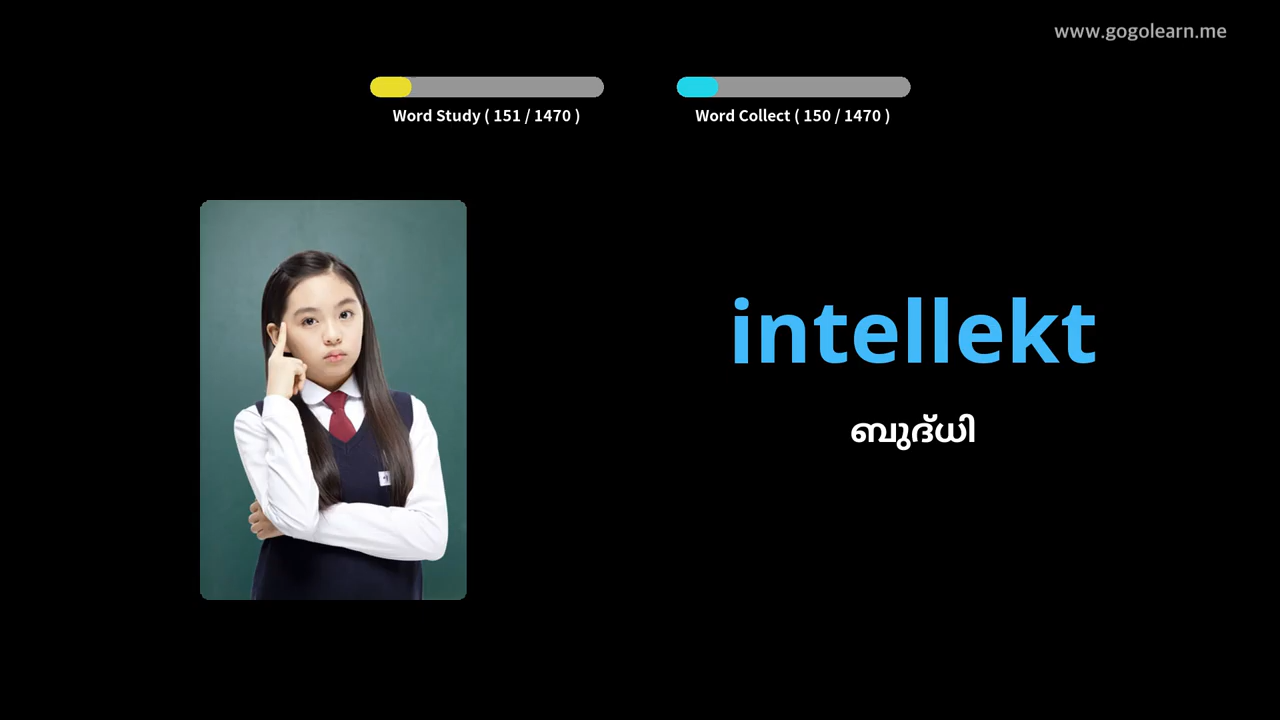 www.gogolearn.me
Word Study ( 151 / 1470 )
Word Collect ( 150 / 1470 )
intellekt
ബുദ്ധി